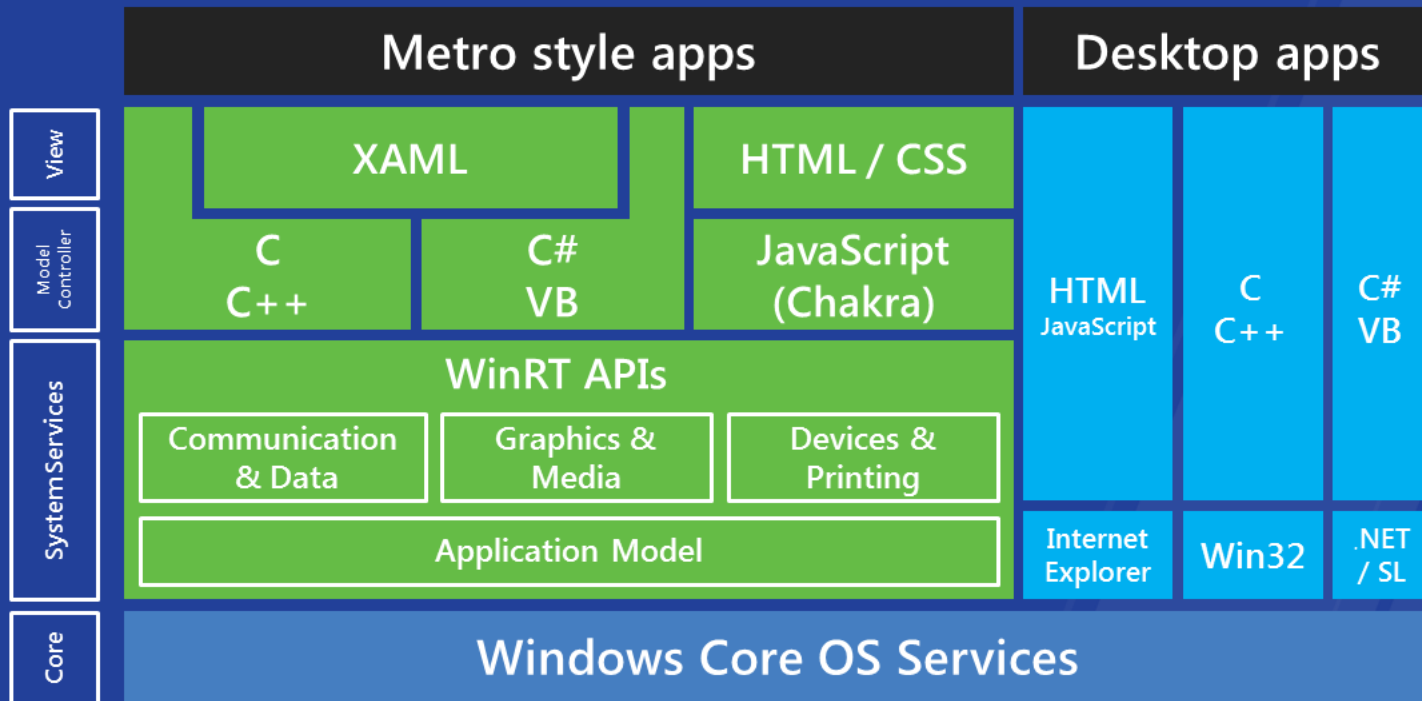 Metro style apps
Desktop apps
View
XAML
HTML / CSS
Model
Controller
C
C++
C#
VB
JavaScript
(Chakra)
HTML
JavaScript
C
C++
C#
VB
System Services
WinRT APIs
Communication
& Data
Graphics &
Media
Devices &
Printing
Application Model
Internet
Explorer
Win32
.NET
/ SL
Core
Windows Core OS Services